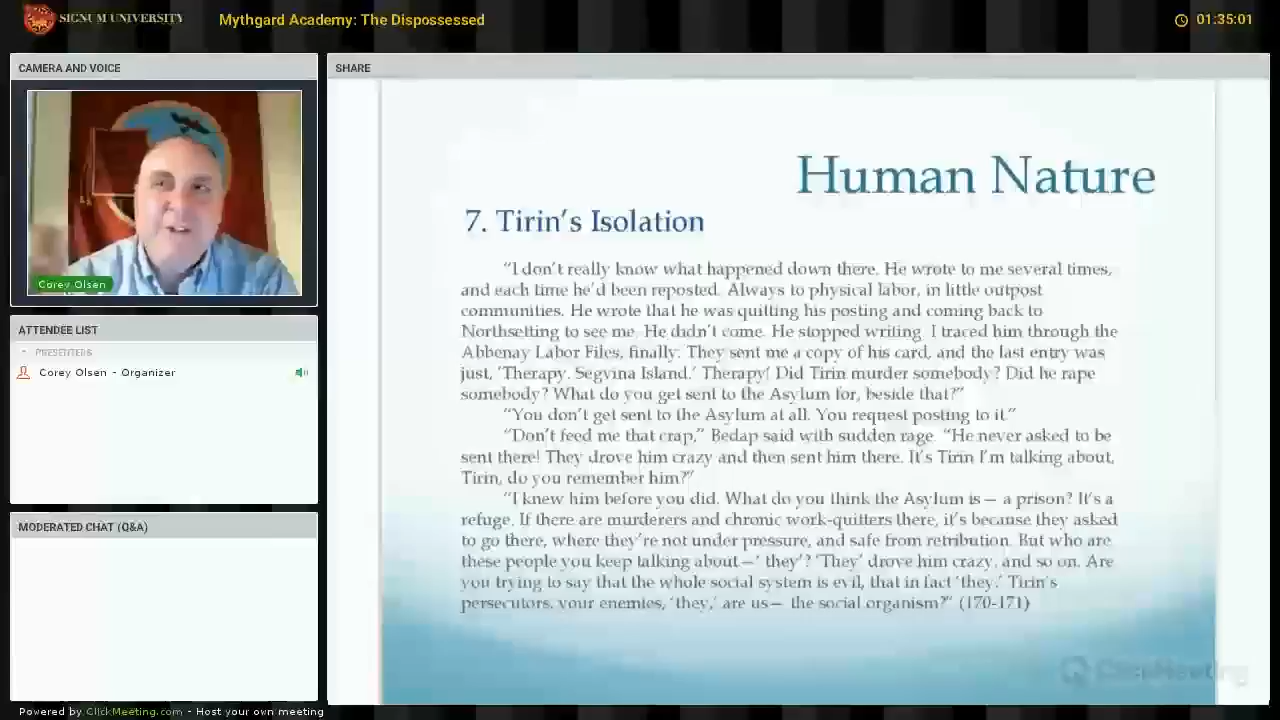 SIGNUM UNIVERSITY
Mythgard Academy: The Dispossessed
01:35:01
CAMERA AND VOICE
Corey Olsen
ATTENDEE LIST
- PRESENTERS
Corey Olsen - Organizer
MODERATED CHAT (Q&A)
SHARE
Human Nature
7. Tirin's Isolation
"I don't really know what happened down there. He wrote to me several times,
and each time he'd been reposted. Always to physical labor, in little outpost
communities. He wrote that he was quitting his posting and coming back to
Northsetting to see me. He didn't come. He stopped writing. I traced him through the
Abbenay Labor Files, finally. They sent me a copy of his card, and the last entry was
just, 'Therapy. Segvina Island.' Therapy! Did Tirin murder somebody? Did he rape
somebody? What do you get sent to the Asylum for, beside that?"
"You don't get sent to the Asylum at all. You request posting to it."
"Don't feed me that crap," Bedap said with sudden rage. "He never asked to be
sent there! They drove him crazy and then sent him there. It's Tirin I'm talking about,
Tirin, do you remember him?"
"I knew him before you did. What do you think the Asylum is— a prison? It's a
refuge. If there are murderers and chronic work-quitters there, it's because they asked
to go there, where they're not under pressure, and safe from retribution. But who are
these people you keep talking about—' they'? 'They' drove him crazy, and so on. Are
you trying to say that the whole social system is evil, that in fact 'they,' Tirin's
persecutors, your enemies, 'they,' are us— the social organism?" (170-171)
ClickMeeting
Powered by ClickMeeting.com - Host your own meeting